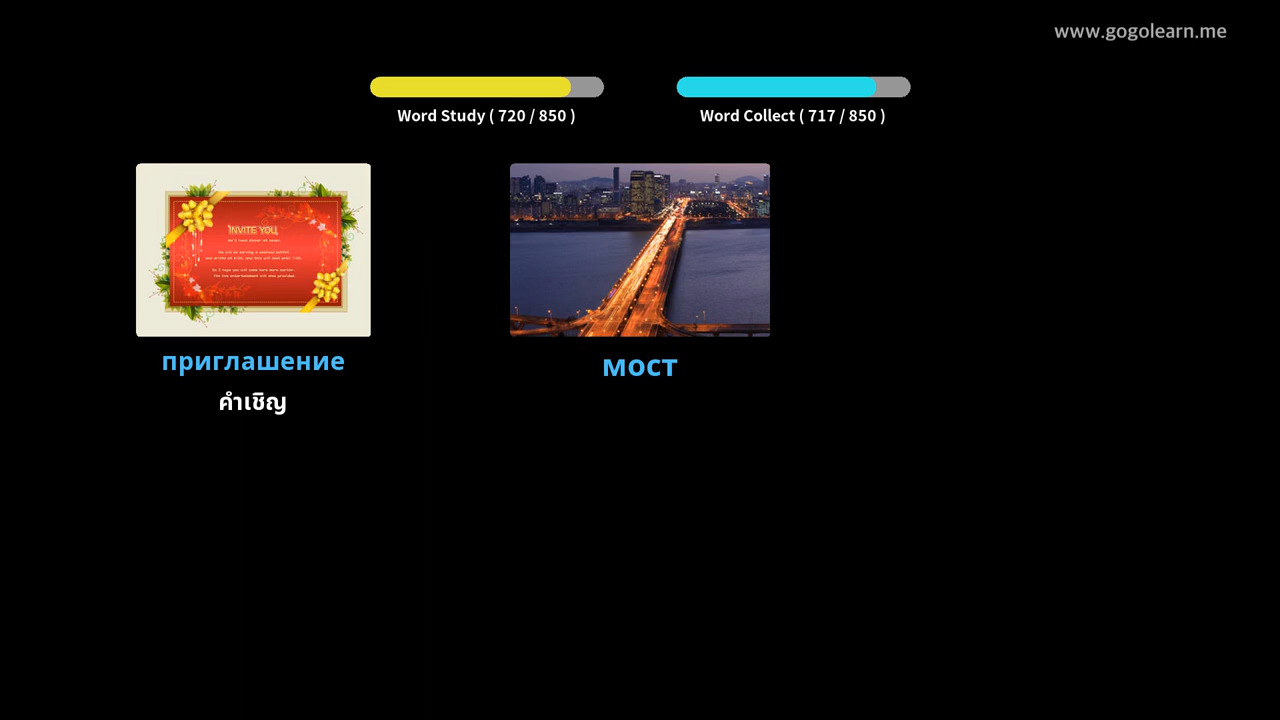 www.gogolearn.me
Word Study ( 720 / 850 )
Word Collect ( 717 / 850 )
INVITE YOU
приглашение
คำเชิญ
мост